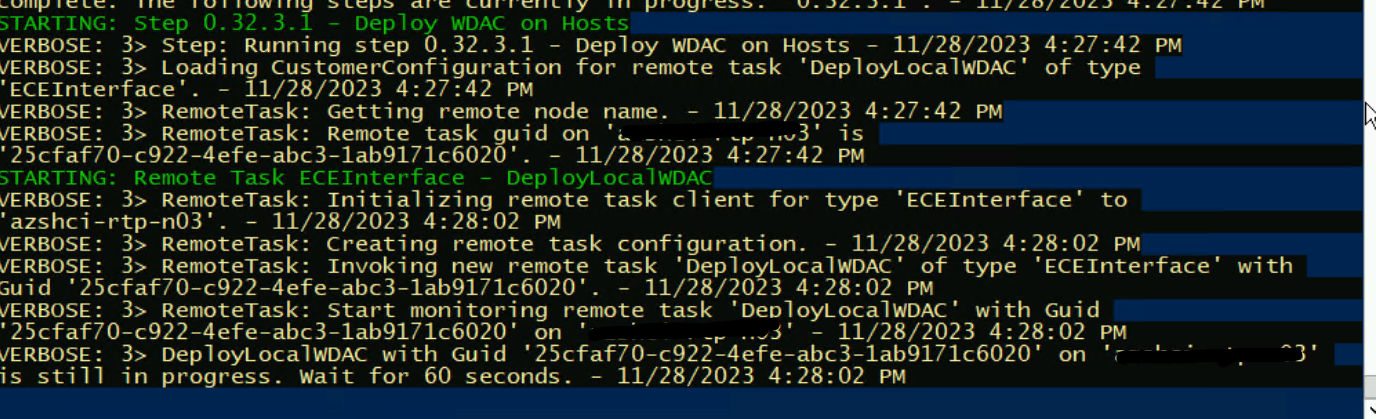 complete. The following steps are currently in progress: '0.32.3.1'. - 11/28/2023 4:27:42 PM
STARTING: Step 0.32.3.1 - Deploy WDAC on Hosts
VERBOSE: 3> Step: Running step 0.32.3.1 - Deploy WDAC on Hosts - 11/28/2023 4:27:42 PM
VERBOSE: 3> Loading CustomerConfiguration for remote task 'DeployLocalWDAC' of type
'ECEInterface'. - 11/28/2023 4:27:42 PM
VERBOSE: 3> RemoteTask: Getting remote node name. - 11/28/2023 4:27:42 PM
VERBOSE: 3> RemoteTask: Remote task guid on ' is
'25cfaf70-c922-4efe-abc3-1ab9171c6020'. - 11/28/2023 4:27:42 PM
STARTING: Remote Task ECEInterface - DeployLocalWDAC
VERBOSE: 3> RemoteTask: Initializing remote task client for type 'ECEInterface' to
'azshci-rtp-n03'. - 11/28/2023 4:28:02 PM
VERBOSE: 3> RemoteTask: Creating remote task configuration. - 11/28/2023 4:28:02 PM
VERBOSE: 3> RemoteTask: Invoking new remote task 'DeployLocalWDAC' of type 'ECEInterface' with
Guid '25cfaf70-c922-4efe-abc3-1ab9171c6020'. - 11/28/2023 4:28:02 PM
VERBOSE: 3> RemoteTask: Start monitoring remote task 'DeployLocalWDAC' with Guid
'25cfaf70-c922-4efe-abc3-1ab9171c6020' on ' ' - 11/28/2023 4:28:02 PM
VERBOSE: 3> DeployLocalWDAC with Guid '25cfaf70-c922-4efe-abc3-1ab9171c6020' on ' '
is still in progress. Wait for 60 seconds. - 11/28/2023 4:28:02 PM